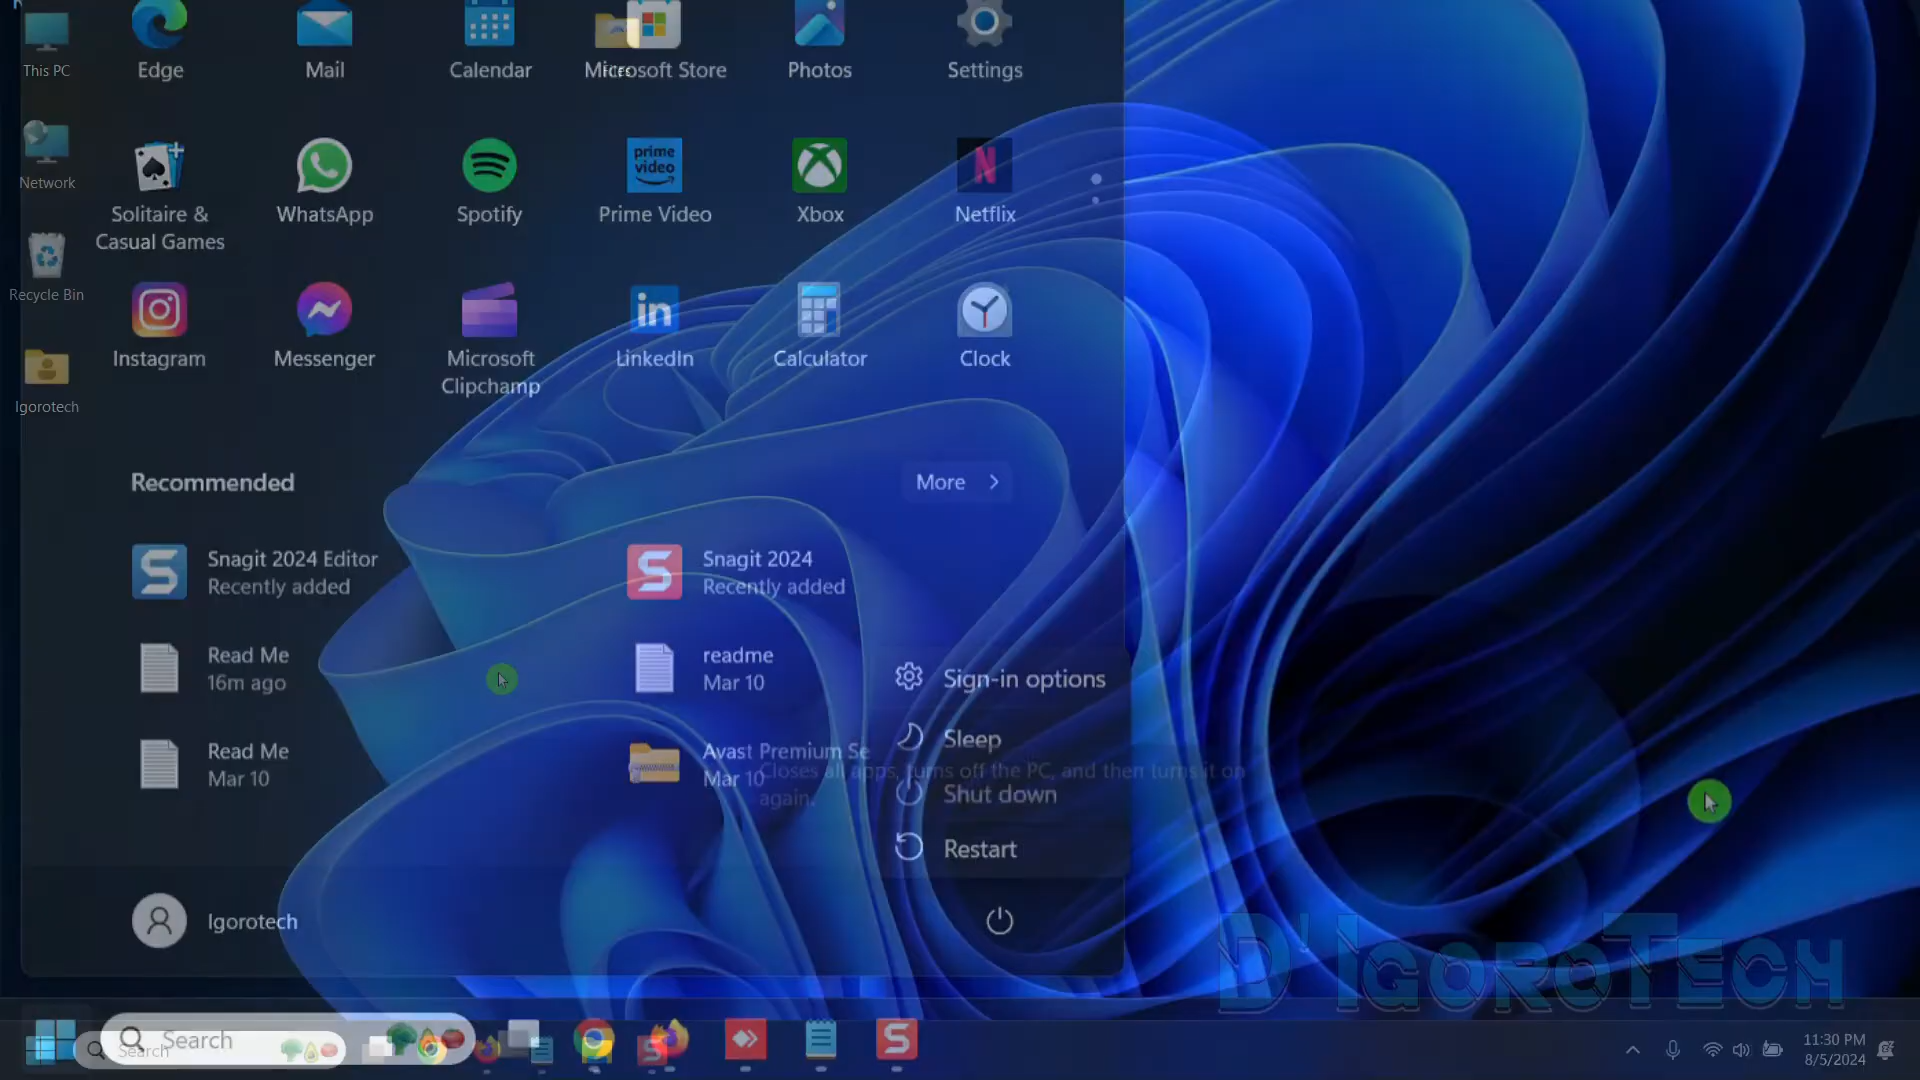 This PC
Edge
Mail
Calendar
Microsoft Store
Photos
Settings
Network
prime
video
Solitaire &
Casual Games
WhatsApp
Spotify
Prime Video
Xbox
Netflix
Recycle Bin
Instagram
Messenger
Microsoft
Clipchamp
LinkedIn
Calculator
Clock
Igorotech
Recommended
More
Snagit 2024 Editor
Recently added
Snagit 2024
Recently added
Read Me
16m ago
readme
Mar 10
Read Me
Mar 10
Avast Premium Se
Mar 10
Sign-in options
Sleep
Closes all apps, turns off the PC, and then turns it on
again.
Shut down
Restart
Igorotech
D'IGOROTECH
Search
Search
11:30 PM
8/5/2024